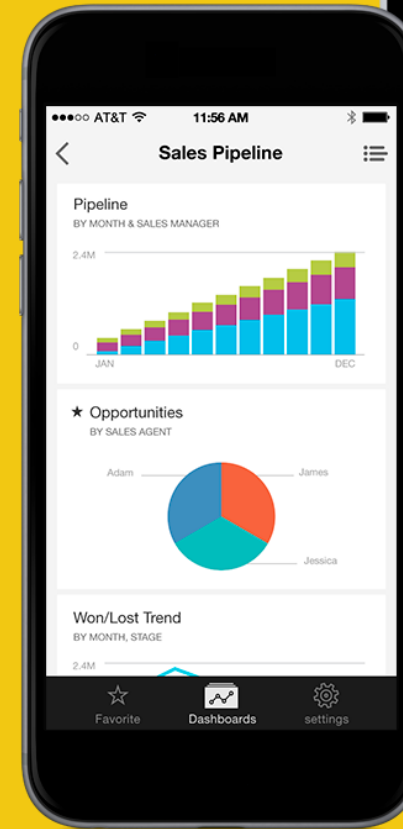 AT&T 11:56 AM
Sales Pipeline
Pipeline
BY MONTH & SALES MANAGER
2.4M
0
JAN DEC
★ Opportunities
BY SALES AGENT
Adam James
Jessica
Won/Lost Trend
BY MONTH, STAGE
2.4M
Favorite Dashboards settings